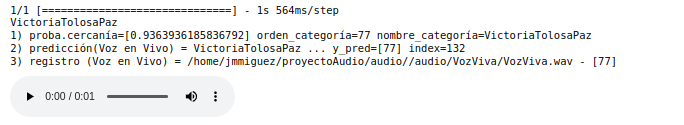 1/1 [==============================] - 1s 564ms/step
VictoriaTolosaPaz
1) proba.cercanía=[0.9363936185836792] orden_categoría=77 nombre_categoría=VictoriaTolosaPaz
2) predicción(Voz en Vivo) = VictoriaTolosaPaz ... y_pred=[77] index=132
3) registro (Voz en Vivo) = /home/jmmiguez/proyectoAudio/audio//audio/VozViva/VozViva.wav - [77]
0:00 / 0:01